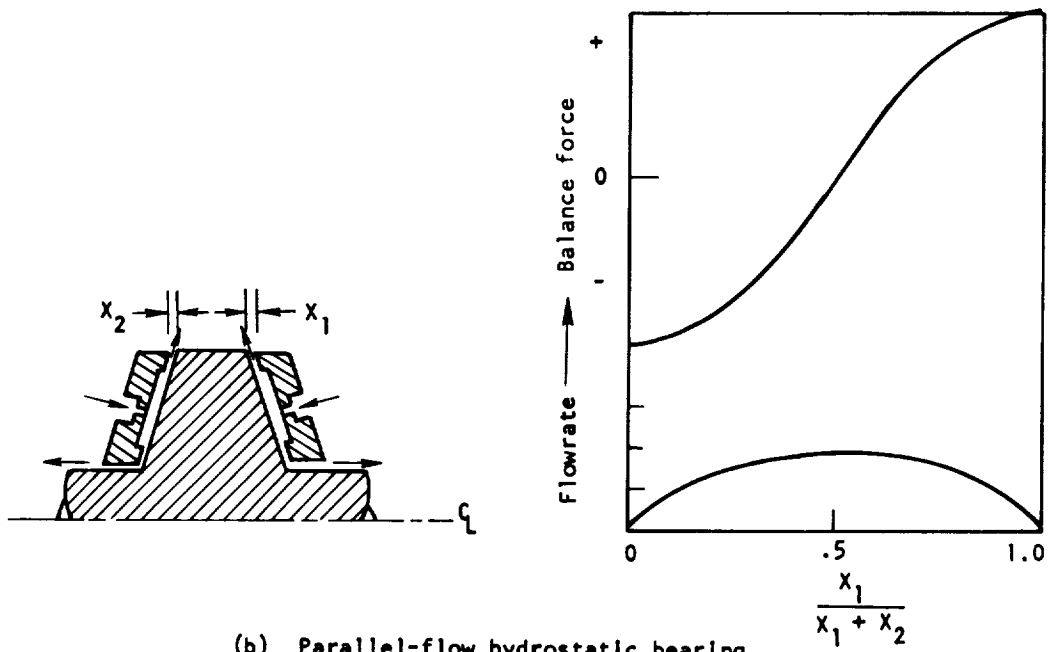 X2
X1
℄
Flowrate → Balance force
+
0
-
0
.5
1.0
X1
X1 + X2
(b) Parallel-flow hydrostatic bearing